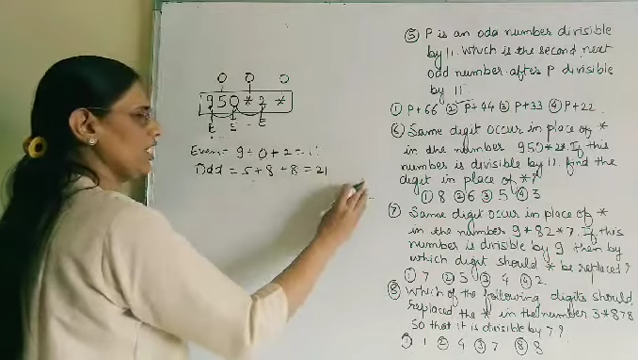 O O O
950*2*
E E E
Even = 9 + 0 + 2 = 11
Odd = 5 + 8 + 8 = 21
⑤ P is an odd number divisible
by 11. Which is the second next
odd number after P divisible
by 11
① P+66 ② P+44 ③ P+33 ④ P+22
⑥ Same digit occur in place of *
in the number 950*2*. If this
number is divisible by 11. find the
digit in place of *?
① 8 ② 6 ③ 5 ④ 3
⑦ Same digit occur in place of *
in the number 9*82*7. If this
number is divisible by 9 then by
which digit should * be replaced?
① 7 ② 5 ③ 4 ④ 2
⑧ Which of the following digits should
replaced the * in the number 3*878
So that it is divisible by 7?
① 1 ② 4 ③ 7 8